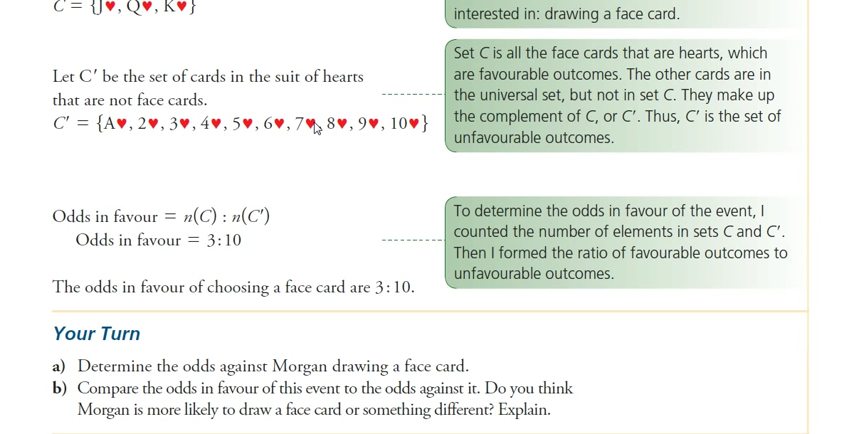 C = {J♥, Q♥, K♥}
interested in: drawing a face card.
Let C′ be the set of cards in the suit of hearts
that are not face cards.
C′ = {A♥, 2♥, 3♥, 4♥, 5♥, 6♥, 7♥, 8♥, 9♥, 10♥}
Set C is all the face cards that are hearts, which
are favourable outcomes. The other cards are in
the universal set, but not in set C. They make up
the complement of C, or C′. Thus, C′ is the set of
unfavourable outcomes.
Odds in favour = n(C) : n(C′)
Odds in favour = 3:10
To determine the odds in favour of the event, I
counted the number of elements in sets C and C′.
Then I formed the ratio of favourable outcomes to
unfavourable outcomes.
The odds in favour of choosing a face card are 3:10.
Your Turn
a) Determine the odds against Morgan drawing a face card.
b) Compare the odds in favour of this event to the odds against it. Do you think
Morgan is more likely to draw a face card or something different? Explain.